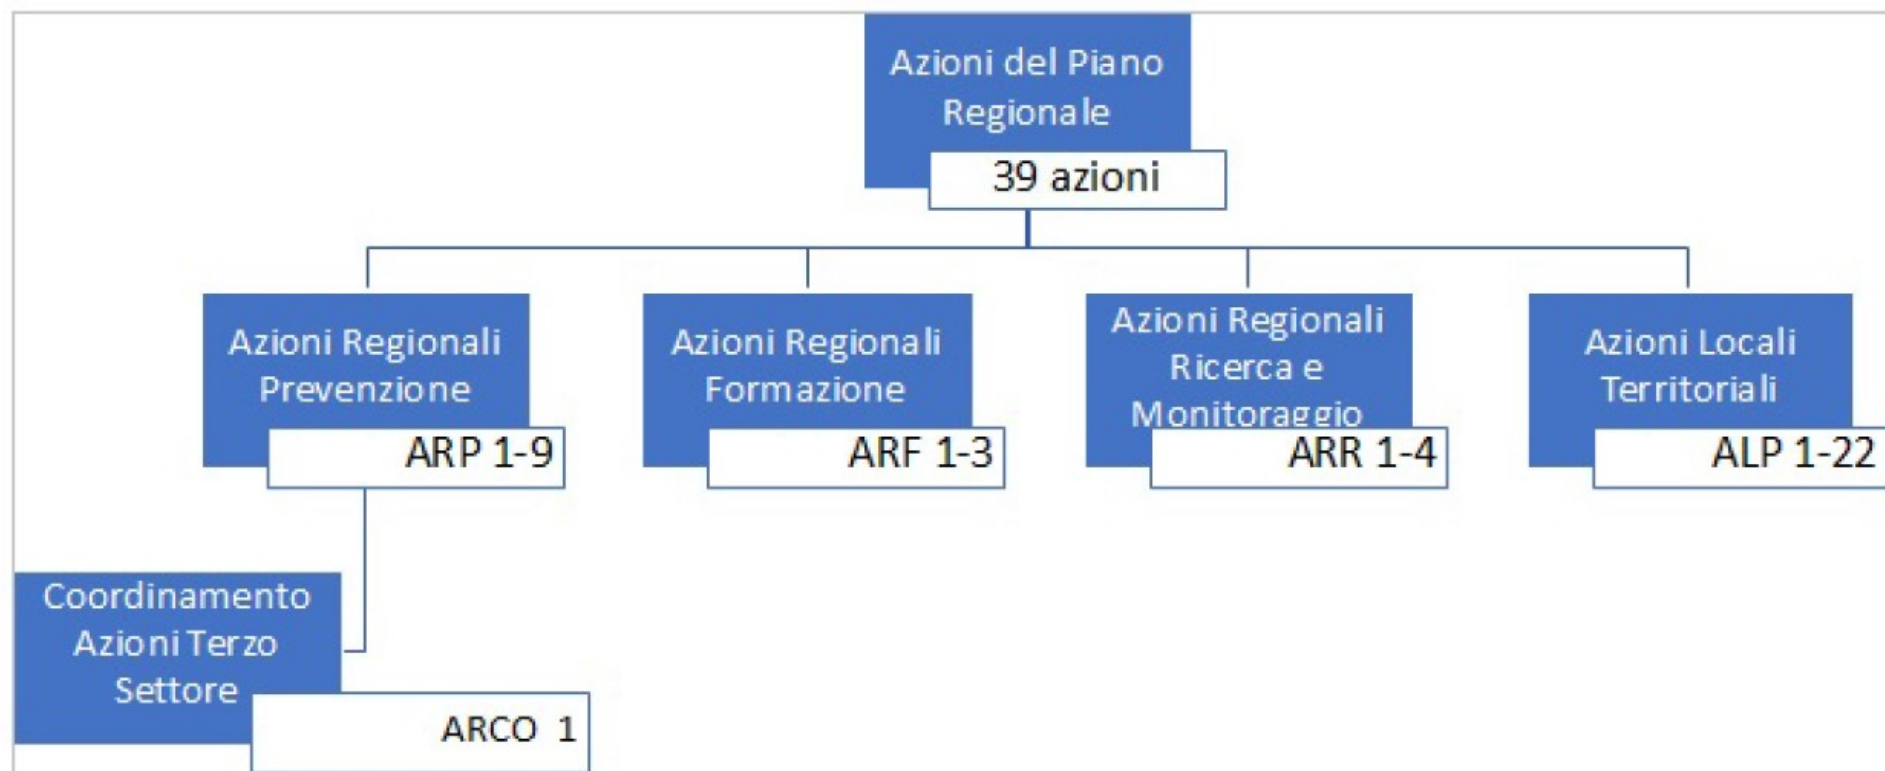 Azioni del Piano
Regionale
39 azioni
Azioni Regionali
Prevenzione
ARP 1-9
Azioni Regionali
Formazione
ARF 1-3
Azioni Regionali
Ricerca e
Monitoraggio
ARR 1-4
Azioni Locali
Territoriali
ALP 1-22
Coordinamento
Azioni Terzo
Settore
ARCO 1